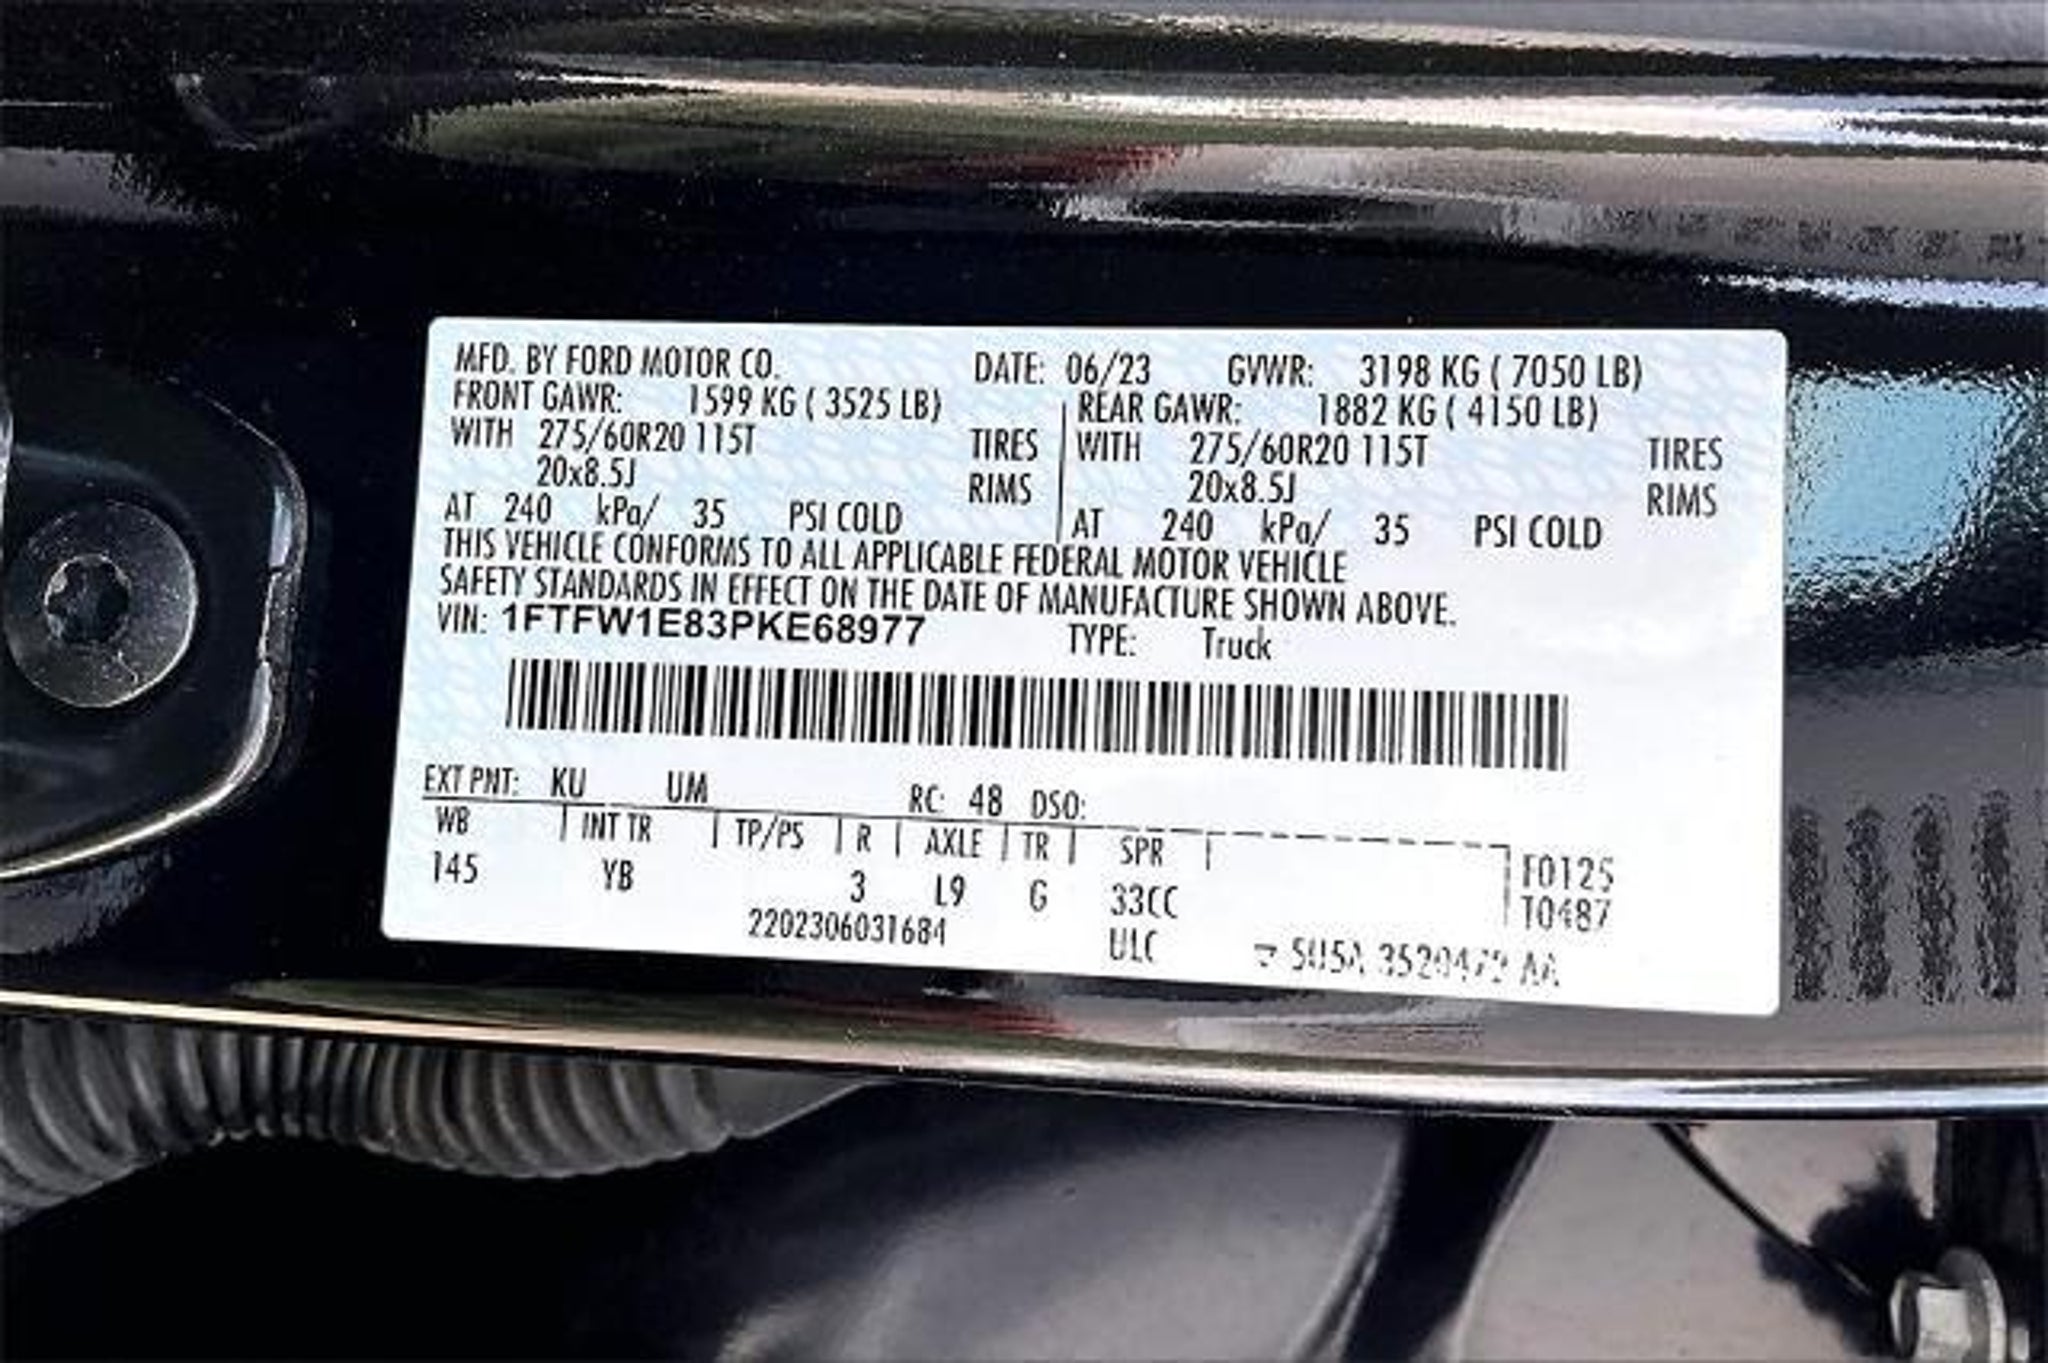 MFD. BY FORD MOTOR CO. DATE: 06/23 GVWR: 3198 KG ( 7050 LB)
FRONT GAWR: 1599 KG ( 3525 LB) REAR GAWR: 1882 KG ( 4150 LB)
WITH 275/60R20 115T TIRES WITH 275/60R20 115T TIRES
20x8.5J RIMS 20x8.5J RIMS
AT 240 kPa/ 35 PSI COLD AT 240 kPa/ 35 PSI COLD
THIS VEHICLE CONFORMS TO ALL APPLICABLE FEDERAL MOTOR VEHICLE
SAFETY STANDARDS IN EFFECT ON THE DATE OF MANUFACTURE SHOWN ABOVE.
VIN: 1FTFW1E83PKE68977 TYPE: Truck
EXT PNT: KU UM RC: 48 DSO:
WB INT TR TP/PS R AXLE TR SPR F0125
145 YB 3 L9 G 33CC T0487
2202306031684 ULC 5U5A 3520472 AA